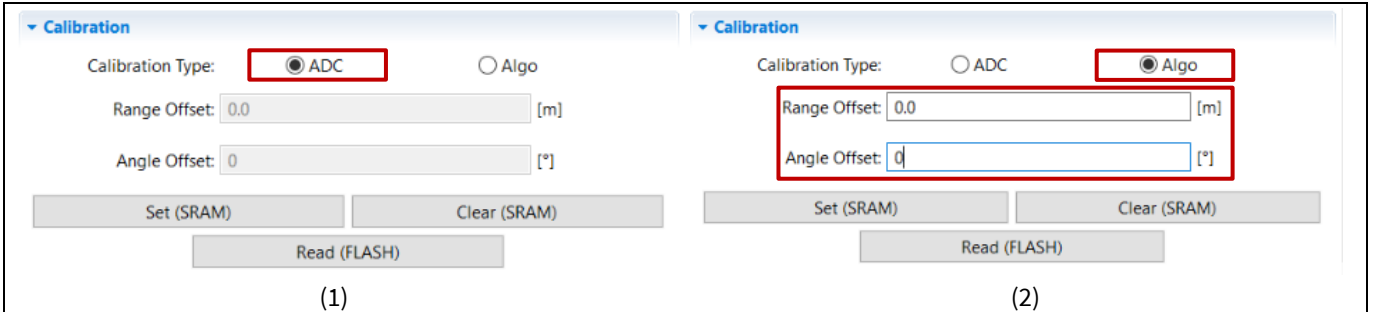 Calibration
Calibration Type: ADC Algo
Range Offset: 0.0 [m]
Angle Offset: 0 [°]
Set (SRAM) Clear (SRAM)
Read (FLASH)
(1)
Calibration
Calibration Type: ADC Algo
Range Offset: 0.0 [m]
Angle Offset: 0 [°]
Set (SRAM) Clear (SRAM)
Read (FLASH)
(2)